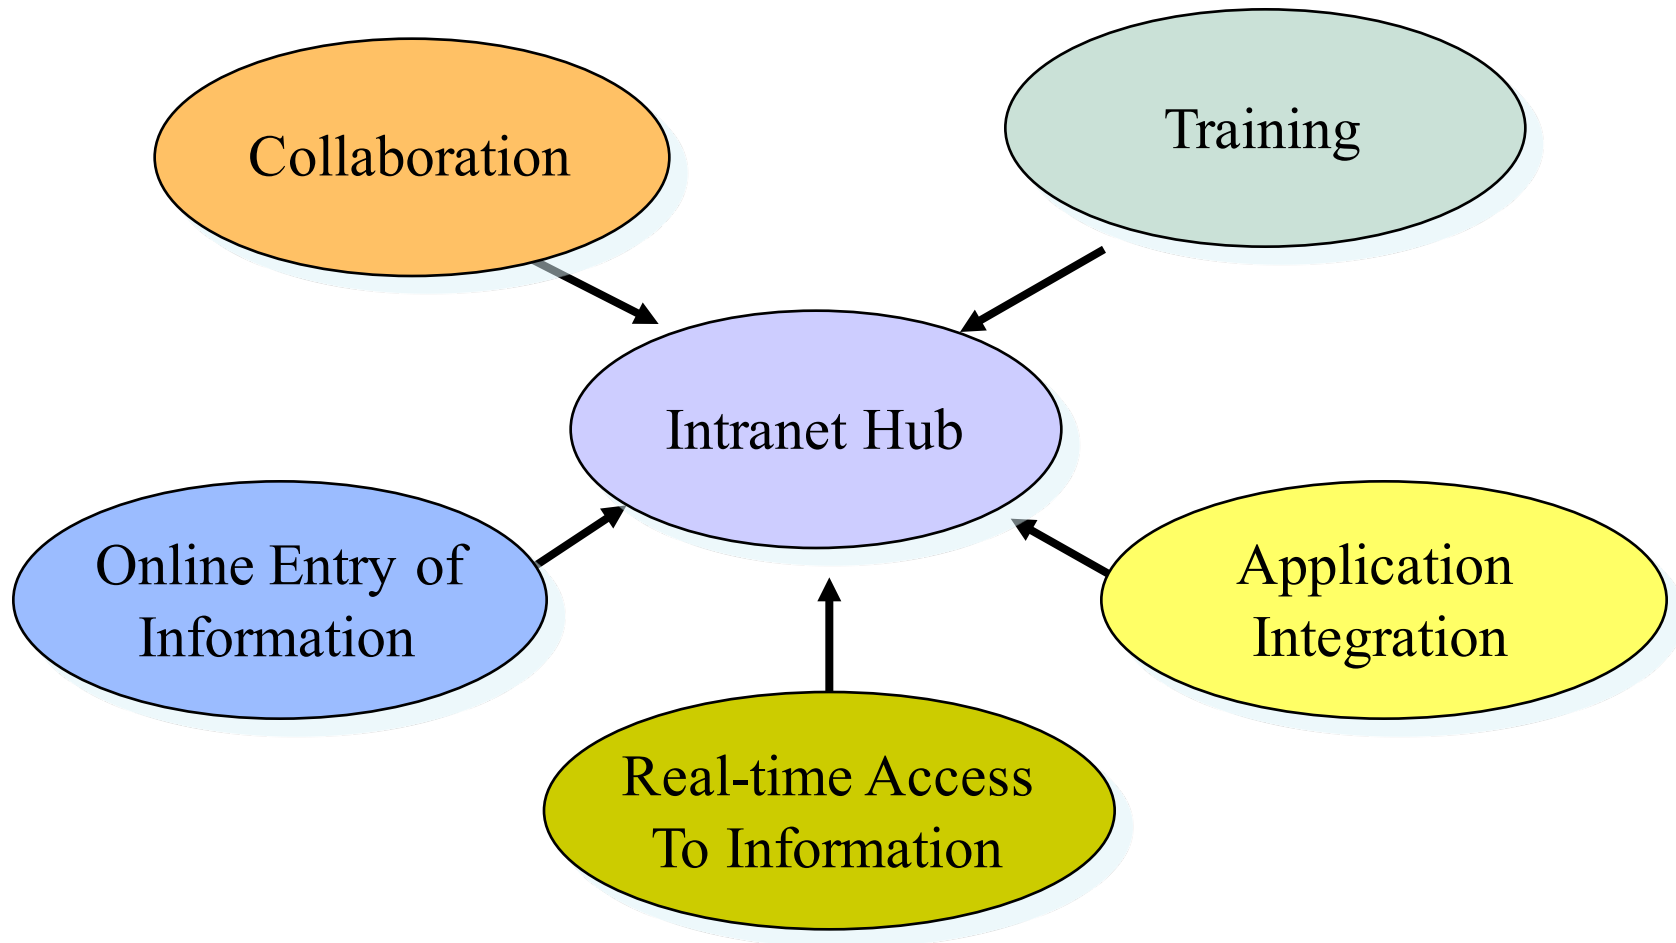 Collaboration
Training
Intranet Hub
Online Entry of
Information
Application
Integration
Real-time Access
To Information